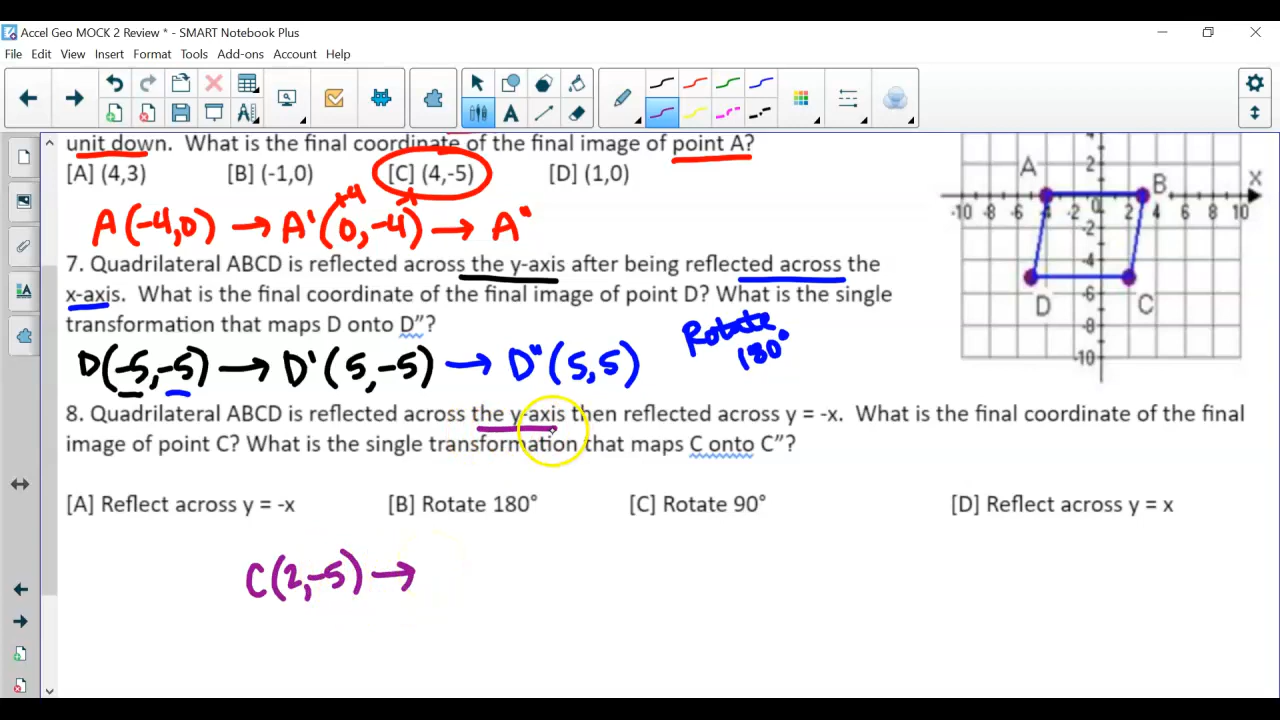 Accel Geo MOCK 2 Review * - SMART Notebook Plus
File Edit View Insert Format Tools Add-ons Account Help
unit down. What is the final coordinate of the final image of point A?
[A] (4,3) [B] (-1,0) [C] (4,-5) [D] (1,0)
+4
A(-4,0) → A'(0,-4) → A"
7. Quadrilateral ABCD is reflected across the y-axis after being reflected across the
x-axis. What is the final coordinate of the final image of point D? What is the single
transformation that maps D onto D”?
Rotate
180°
D(-5,-5) → D'(5,-5) → D"(5,5)
8. Quadrilateral ABCD is reflected across the y-axis then reflected across y = -x. What is the final coordinate of the final
image of point C? What is the single transformation that maps C onto C”?
[A] Reflect across y = -x [B] Rotate 180° [C] Rotate 90° [D] Reflect across y = x
C(2,-5) →
4
2
A B x
-10 -8 -6 -4 -2 0 2 4 6 8 10
-2
-4
-6
D C
-8
-10